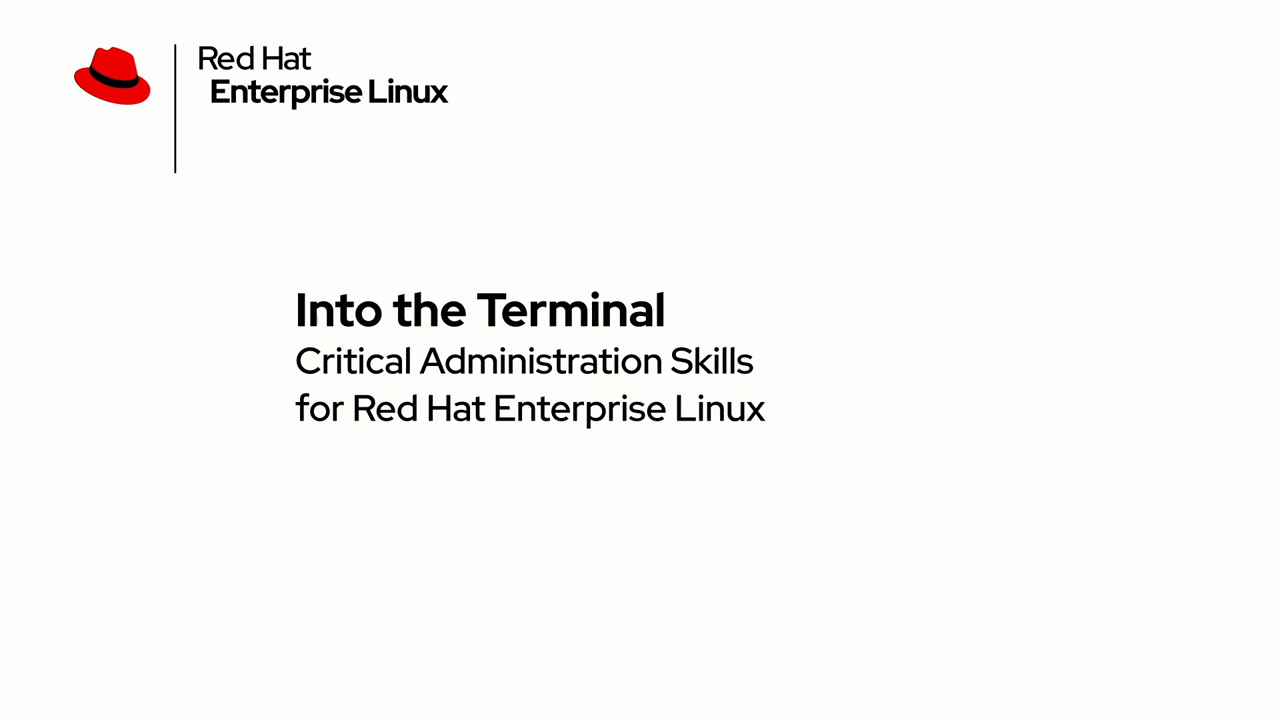 Red Hat
Enterprise Linux
Into the Terminal
Critical Administration Skills
for Red Hat Enterprise Linux